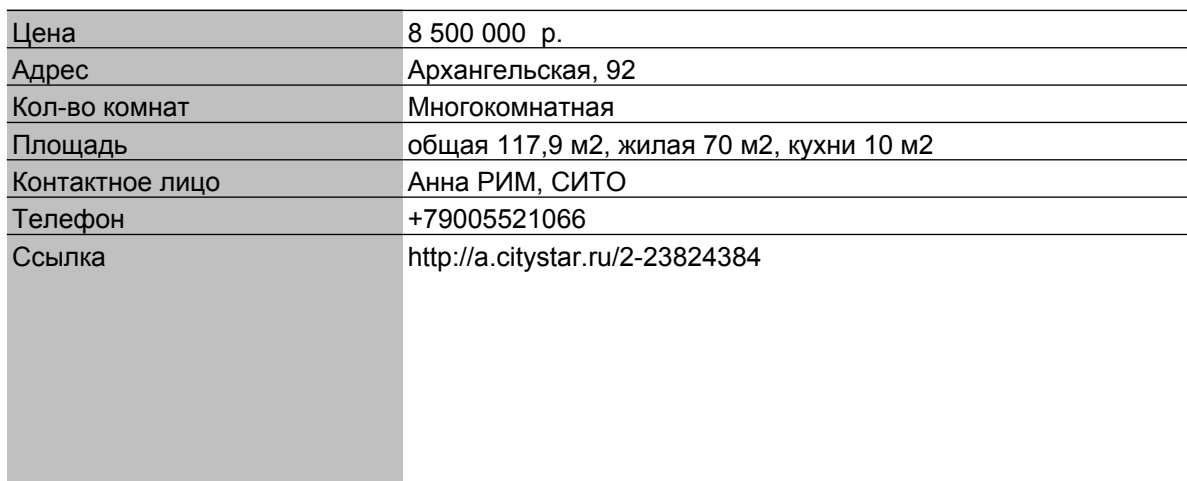 Цена 8 500 000 р.
Адрес Архангельская, 92
Кол-во комнат Многокомнатная
Площадь общая 117,9 м2, жилая 70 м2, кухни 10 м2
Контактное лицо Анна РИМ, СИТО
Телефон +79005521066
Ссылка http://a.citystar.ru/2-23824384